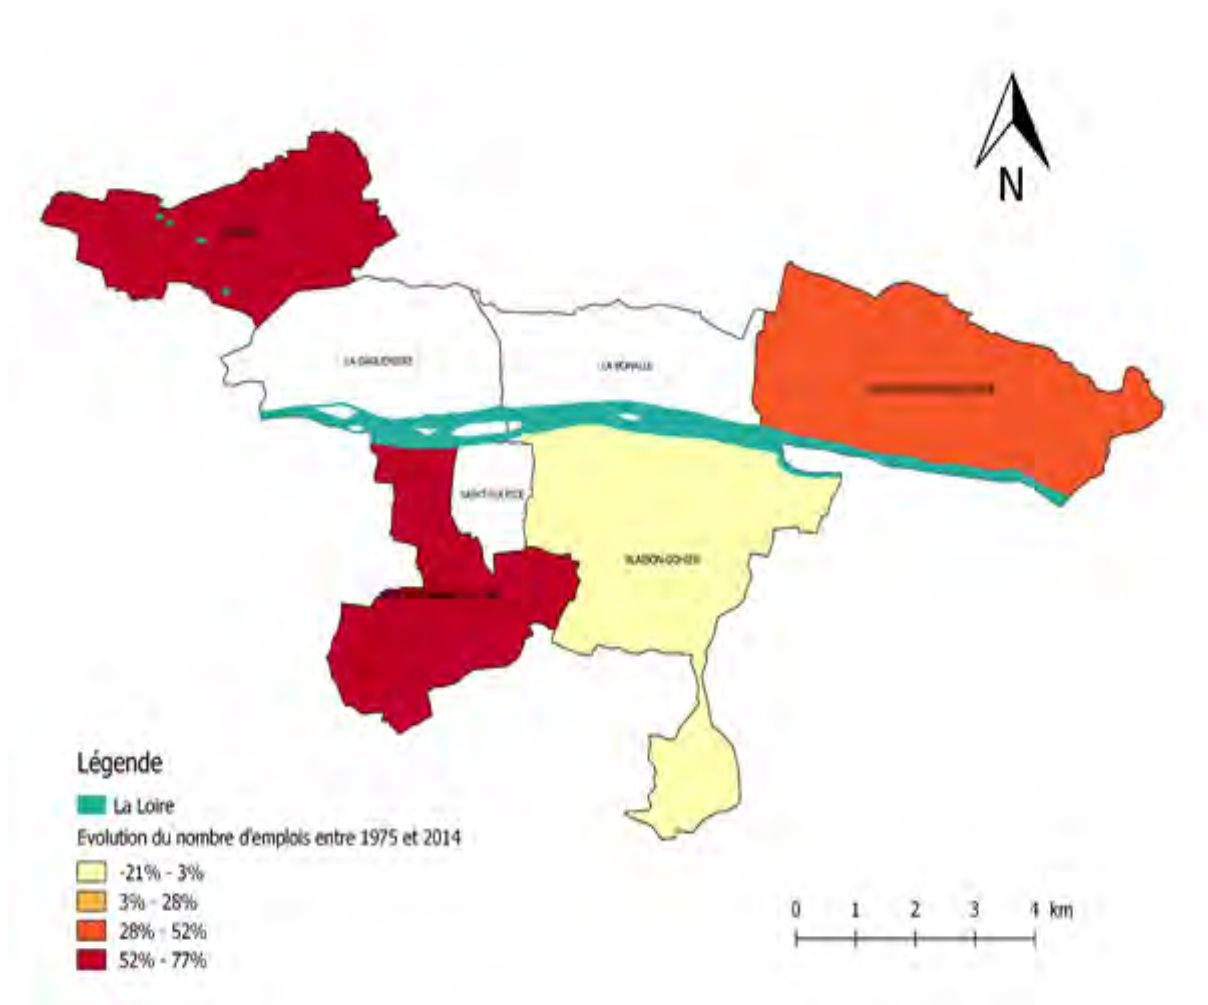 N
LA DAGUENIERE
LA BOHALLE
SAINT-SULPICE
BLAISON-GOHIER
Légende
La Loire
Evolution du nombre d'emplois entre 1975 et 2014
-21% - 3%
3% - 28%
28% - 52%
52% - 77%
0 1 2 3 4 km